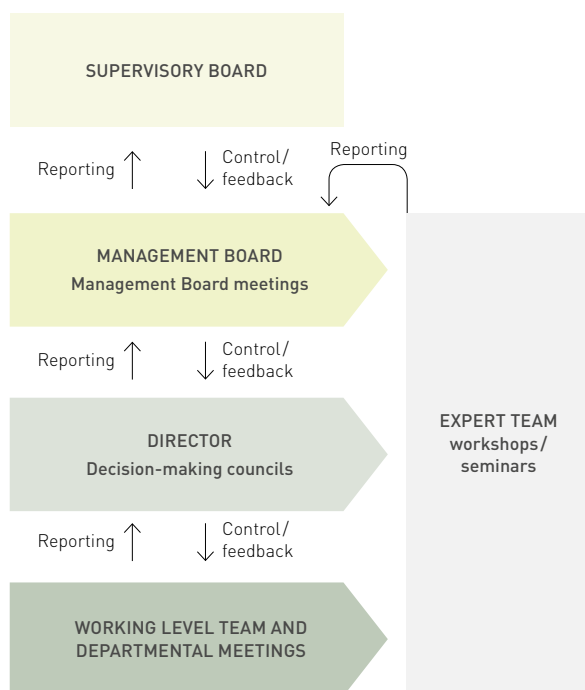 SUPERVISORY BOARD
Reporting
Control/
feedback
Reporting
MANAGEMENT BOARD
Management Board meetings
Reporting
Control/
feedback
DIRECTOR
Decision-making councils
EXPERT TEAM
workshops/
seminars
Reporting
Control/
feedback
WORKING LEVEL TEAM AND
DEPARTMENTAL MEETINGS